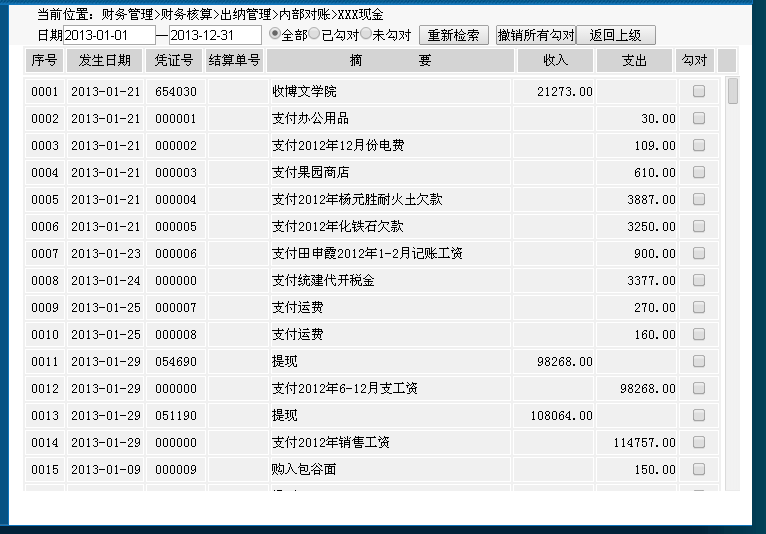 当前位置：财务管理>财务核算>出纳管理>内部对账>XXX现金
日期2013-01-01—2013-12-31 全部 已勾对 未勾对 重新检索 撤销所有勾对 返回上级
序号 发生日期 凭证号 结算单号 摘 要 收入 支出 勾对
0001 2013-01-21 654030 收博文学院 21273.00
0002 2013-01-21 000001 支付办公用品 30.00
0003 2013-01-21 000002 支付2012年12月份电费 109.00
0004 2013-01-21 000003 支付果园商店 610.00
0005 2013-01-21 000004 支付2012年杨元胜耐火土欠款 3887.00
0006 2013-01-21 000005 支付2012年化铁石欠款 3250.00
0007 2013-01-23 000006 支付田申霞2012年1-2月记账工资 900.00
0008 2013-01-24 000000 支付统建代开税金 3377.00
0009 2013-01-25 000007 支付运费 270.00
0010 2013-01-25 000008 支付运费 160.00
0011 2013-01-29 054690 提现 98268.00
0012 2013-01-29 000000 支付2012年6-12月支工资 98268.00
0013 2013-01-29 051190 提现 108064.00
0014 2013-01-29 000000 支付2012年销售工资 114757.00
0015 2013-01-09 000009 购入包谷面 150.00